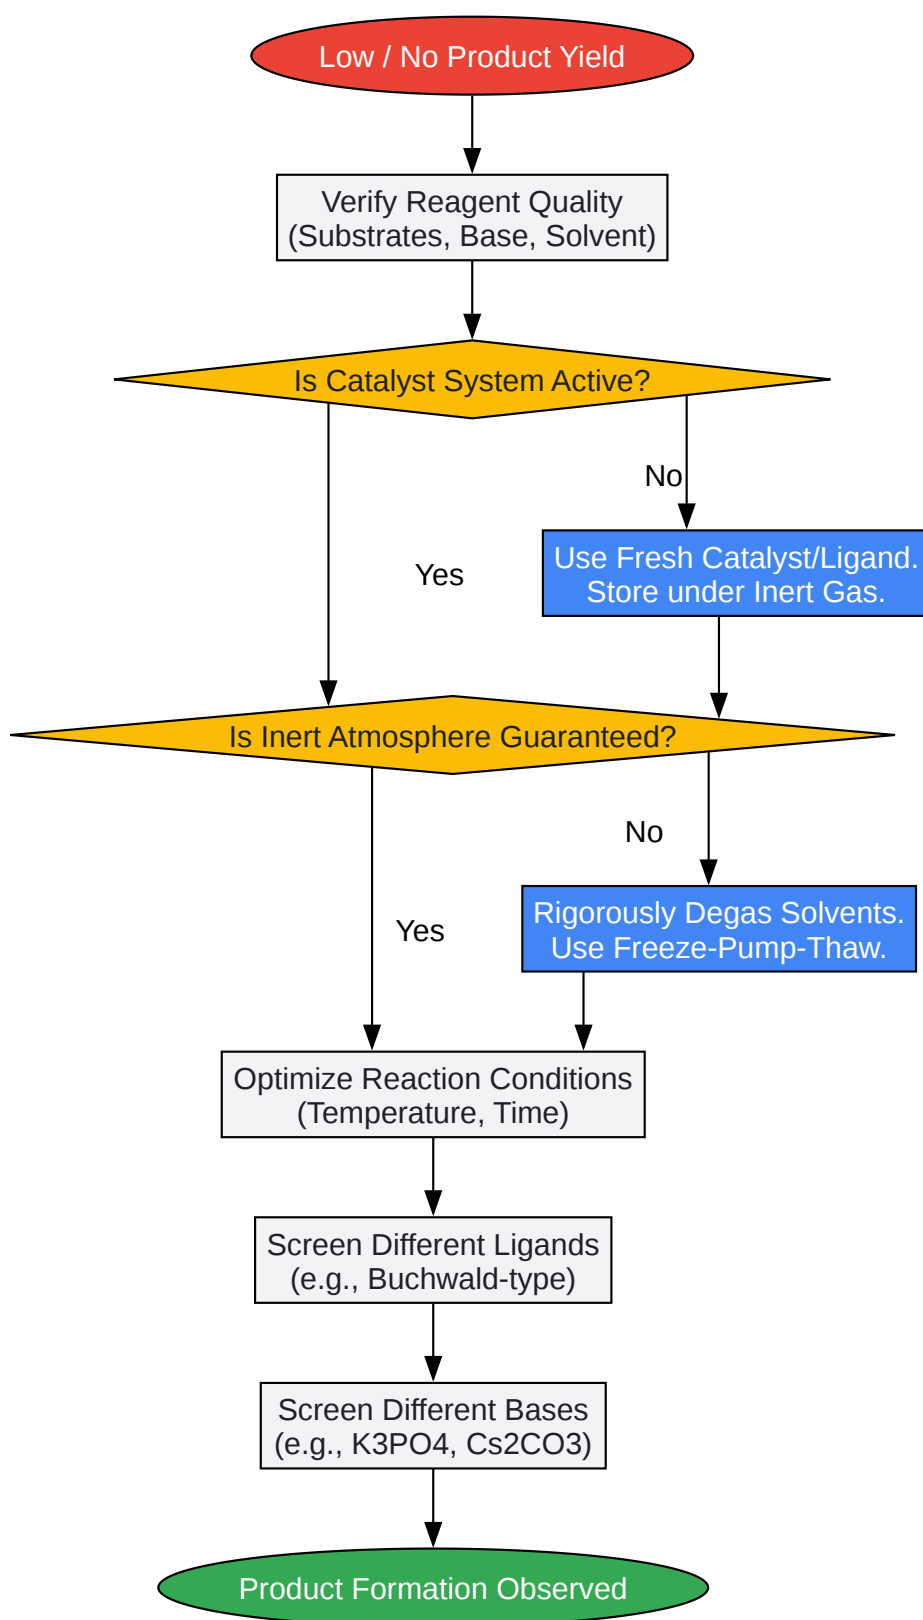 Low / No Product Yield
Verify Reagent Quality
(Substrates, Base, Solvent)
Is Catalyst System Active?
No
Yes
Use Fresh Catalyst/Ligand.
Store under Inert Gas.
Is Inert Atmosphere Guaranteed?
No
Yes
Rigorously Degas Solvents.
Use Freeze-Pump-Thaw.
Optimize Reaction Conditions
(Temperature, Time)
Screen Different Ligands
(e.g., Buchwald-type)
Screen Different Bases
(e.g., K3PO4, Cs2CO3)
Product Formation Observed